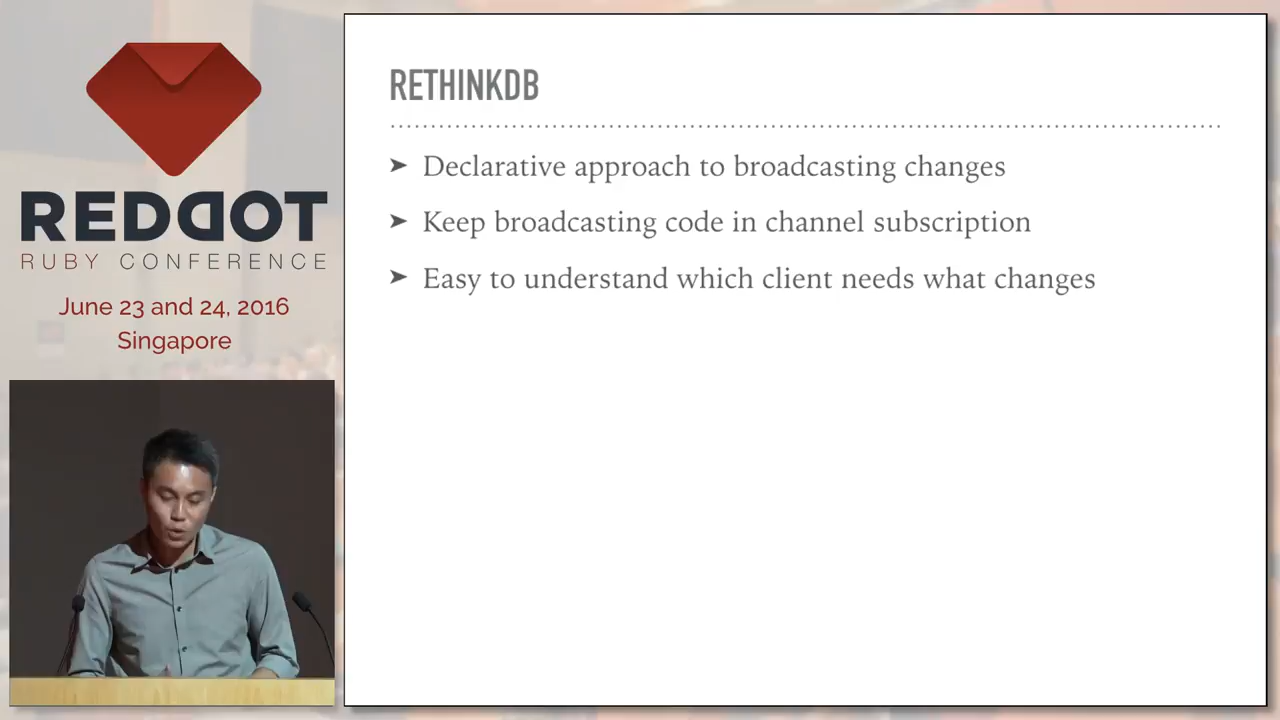 REDDOT
RUBY CONFERENCE
June 23 and 24, 2016
Singapore
RETHINKDB
➤ Declarative approach to broadcasting changes
➤ Keep broadcasting code in channel subscription
➤ Easy to understand which client needs what changes